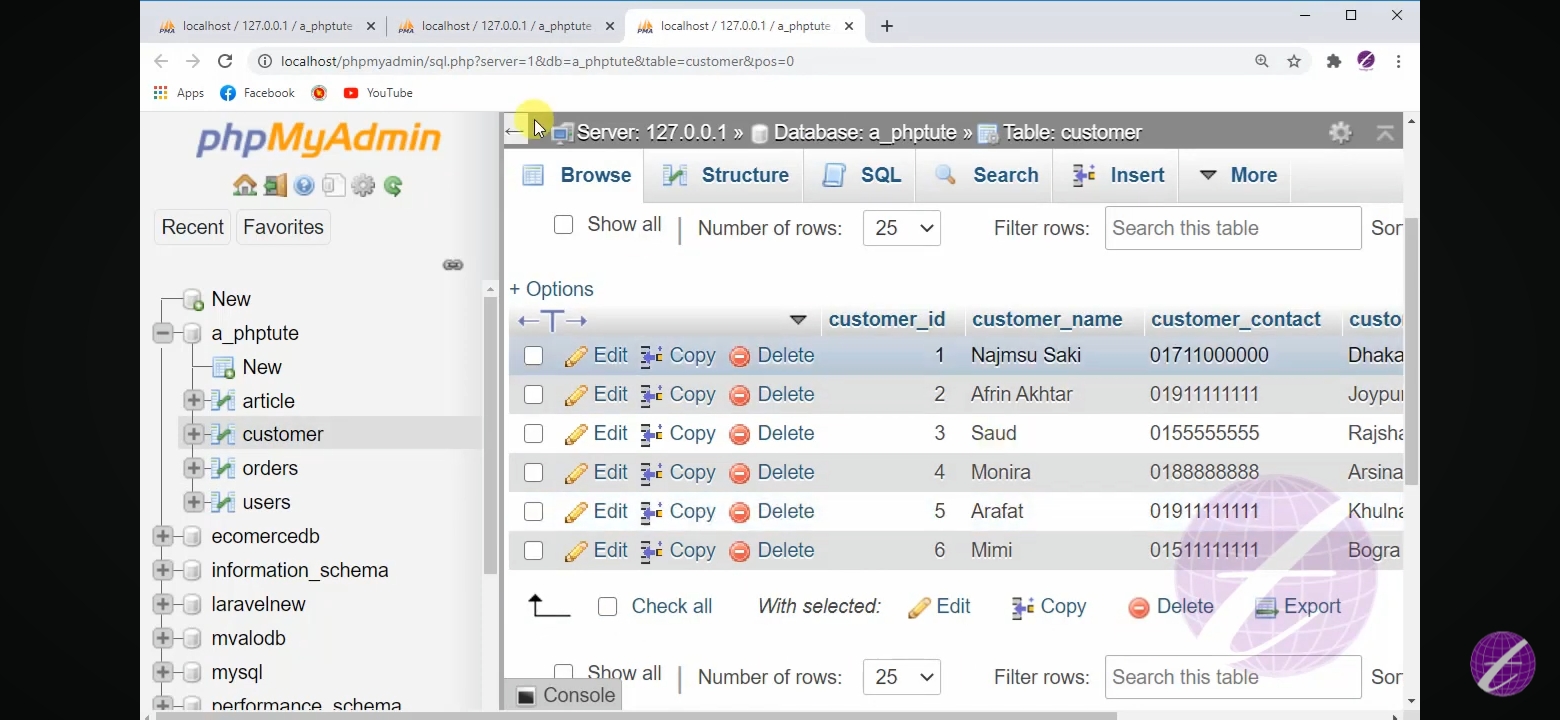 localhost / 127.0.0.1 / a_phptute localhost / 127.0.0.1 / a_phptute localhost / 127.0.0.1 / a_phptute
localhost/phpmyadmin/sql.php?server=1&db=a_phptute&table=customer&pos=0
Apps Facebook YouTube
phpMyAdmin
Recent Favorites
New
a_phptute
New
article
customer
orders
users
ecomercedb
information_schema
laravelnew
mvalodb
mysql
performance_schema
Server: 127.0.0.1 » Database: a_phptute » Table: customer
Browse Structure SQL Search Insert More
Show all | Number of rows: 25 Filter rows: Search this table Sor
+ Options
customer_id customer_name customer_contact custo
Edit Copy Delete 1 Najmsu Saki 01711000000 Dhaka
Edit Copy Delete 2 Afrin Akhtar 01911111111 Joypu
Edit Copy Delete 3 Saud 0155555555 Rajsha
Edit Copy Delete 4 Monira 0188888888 Arsina
Edit Copy Delete 5 Arafat 01911111111 Khulna
Edit Copy Delete 6 Mimi 01511111111 Bogra
Check all With selected: Edit Copy Delete Export
Show all | Number of rows: 25 Filter rows: Search this table Sor
Console